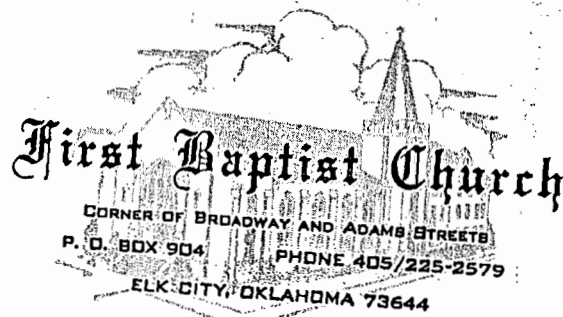 First Baptist Church
CORNER OF BROADWAY AND ADAMS STREETS
P. O. BOX 904 PHONE 405/225-2579
ELK CITY, OKLAHOMA 73644